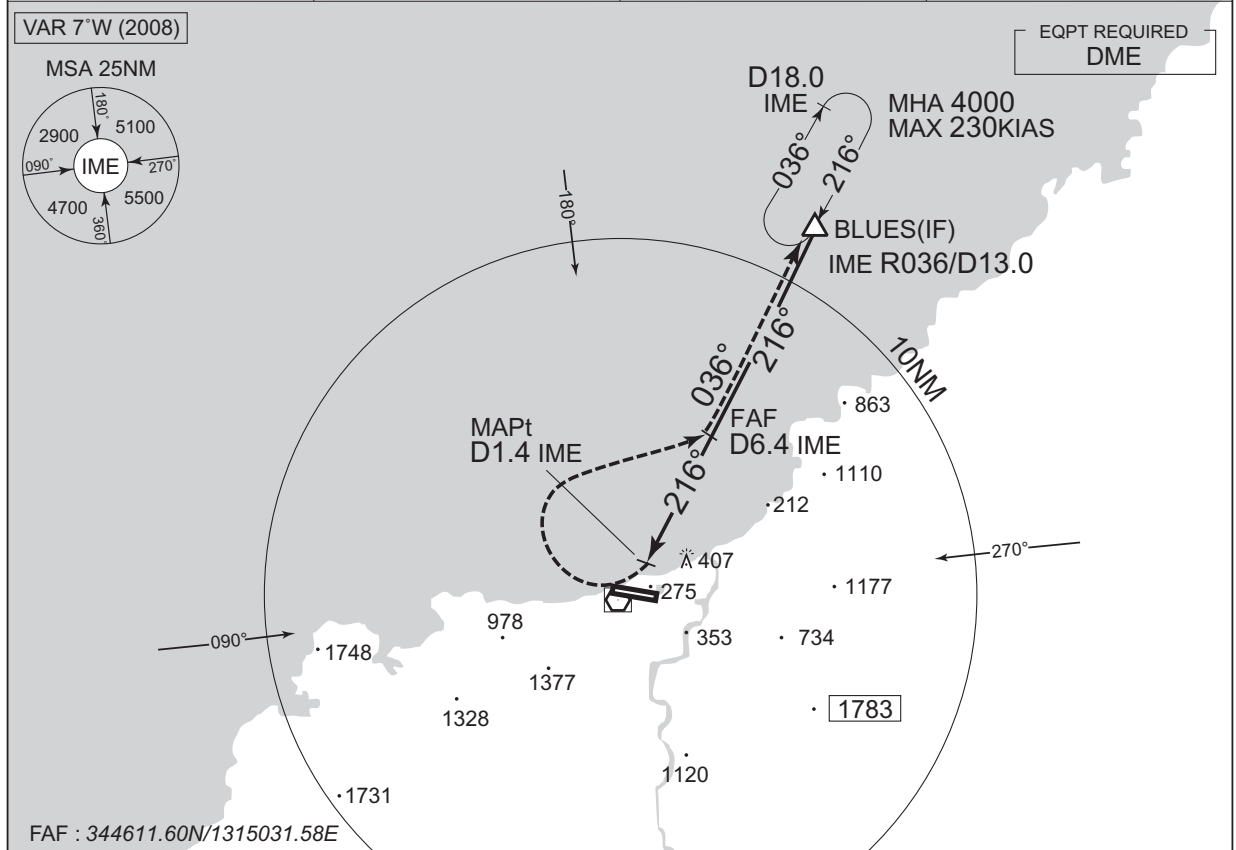 VAR 7°W (2008)
MSA 25NM
180°
2900
5100
090°
IME
270°
4700
5500
360°
EQPT REQUIRED
DME
D18.0
IME
MHA 4000
MAX 230KIAS
036°
216°
BLUES(IF)
IME R036/D13.0
180°
10NM
036°
216°
863
FAF
D6.4 IME
MAPt
D1.4 IME
216°
1110
212
407
270°
275
1177
978
353
734
090°
1748
1377
1328
1783
1120
1731
FAF : 344611.60N/1315031.58E